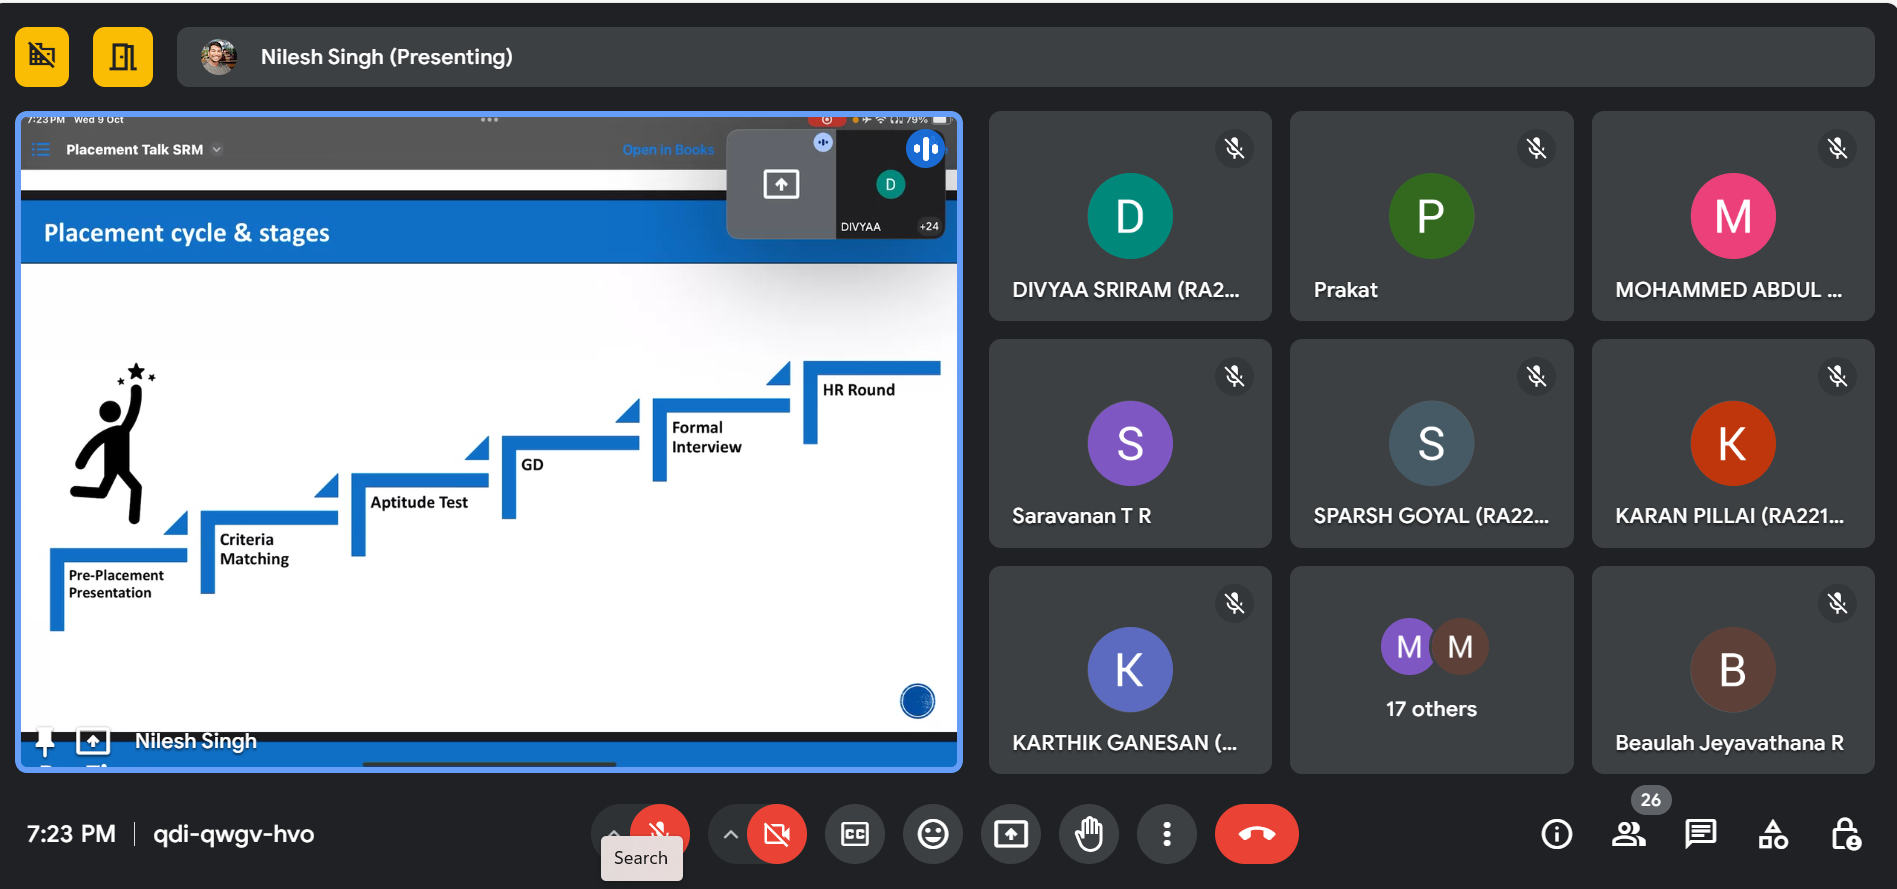 Nilesh Singh (Presenting)
7:23 PM Wed 9 Oct
79%
Placement Talk SRM
Open in Books
D
DIVYAA
+24
Placement cycle & stages
HR Round
Formal
Interview
GD
Aptitude Test
Criteria
Matching
Pre-Placement
Presentation
Nilesh Singh
D
DIVYAA SRIRAM (RA2...
P
Prakat
M
MOHAMMED ABDUL ...
S
Saravanan T R
S
SPARSH GOYAL (RA22...
K
KARAN PILLAI (RA221...
K
KARTHIK GANESAN (...
M M
17 others
B
Beaulah Jeyavathana R
7:23 PM
qdi-qwgv-hvo
CC
Search
26